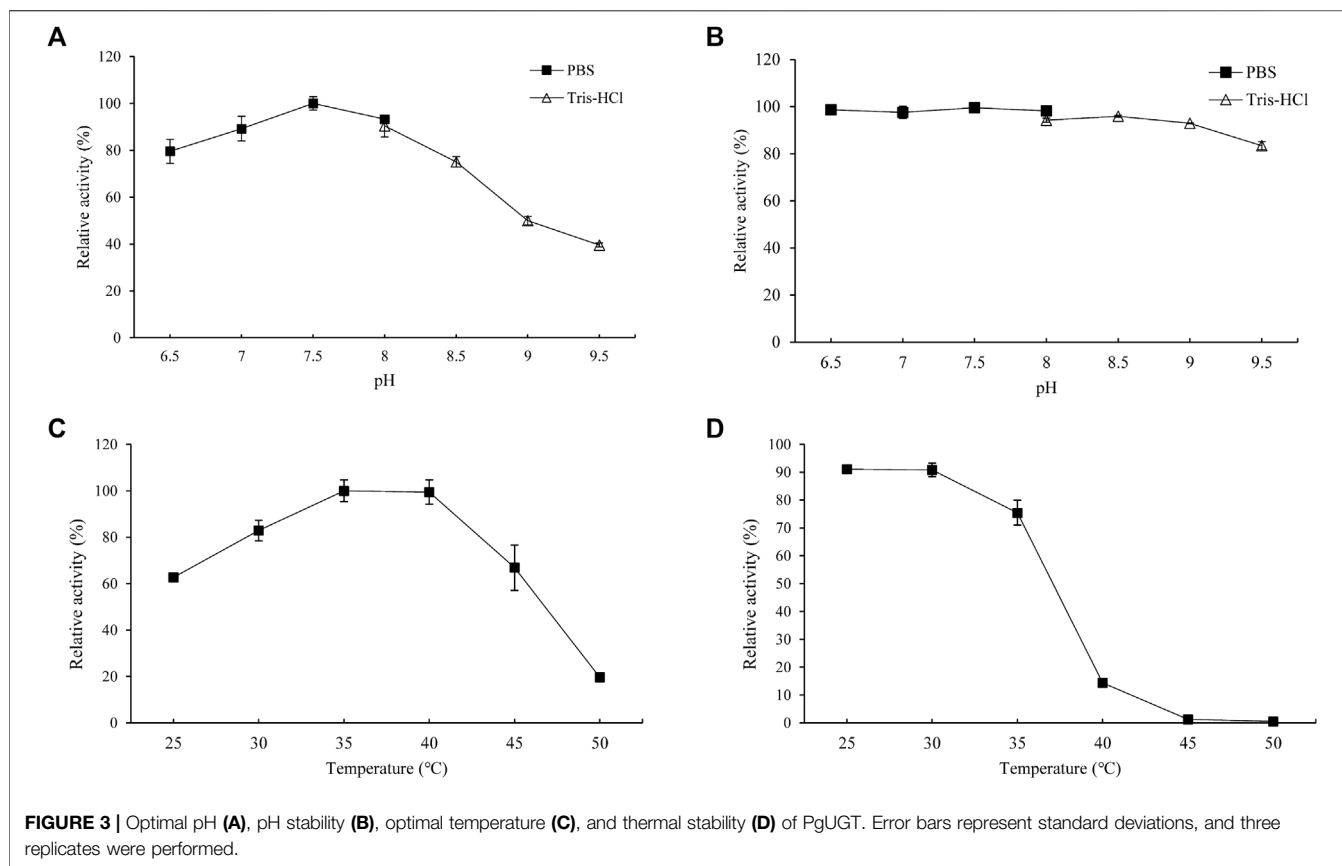 A
120
100
80
60
40
20
0
Relative activity (%)
PBS
Tris-HCl
6.5 7 7.5 8 8.5 9 9.5
pH
B
120
100
80
60
40
20
0
Relative activity (%)
PBS
Tris-HCl
6.5 7 7.5 8 8.5 9 9.5
pH
C
120
100
80
60
40
20
0
Relative activity (%)
25 30 35 40 45 50
Temperature (°C)
D
100
90
80
70
60
50
40
30
20
10
0
Relative activity (%)
25 30 35 40 45 50
Temperature (°C)
FIGURE 3 | Optimal pH (A), pH stability (B), optimal temperature (C), and thermal stability (D) of PgUGT. Error bars represent standard deviations, and three
replicates were performed.